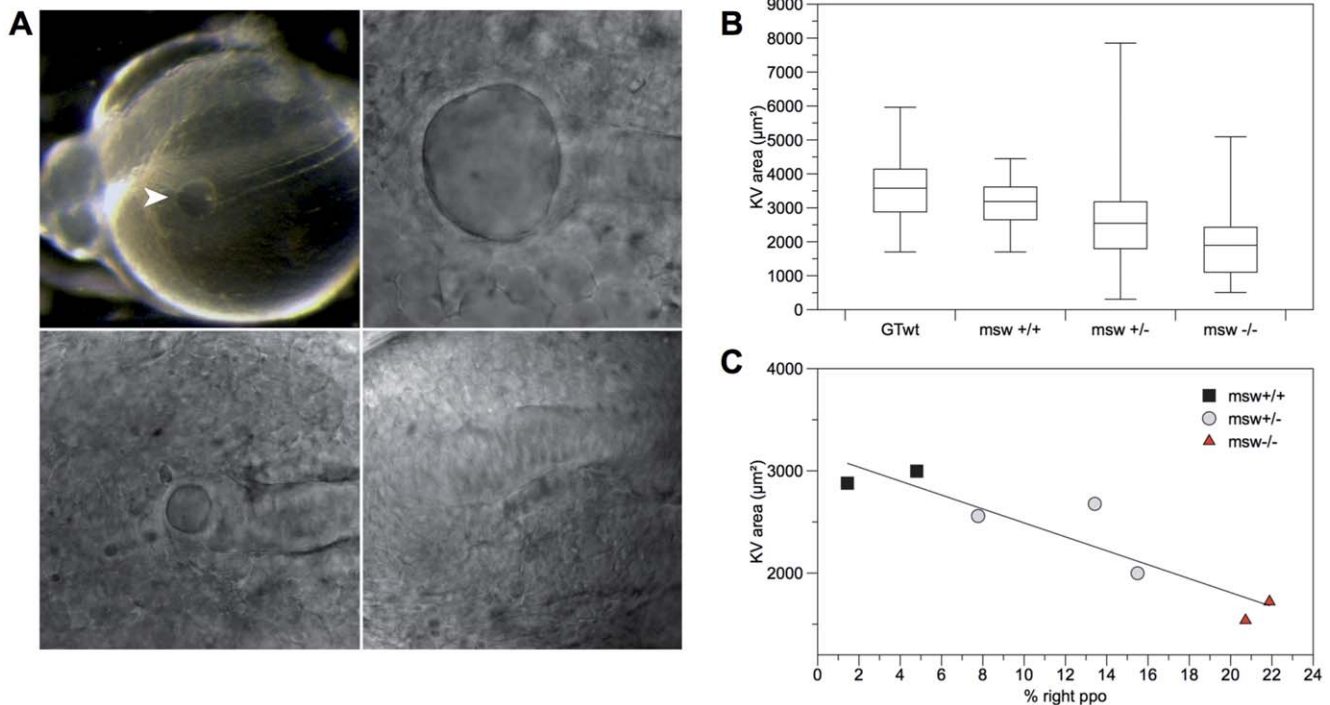 A
B
KV area (µm²)
9000
8000
7000
6000
5000
4000
3000
2000
1000
0
GTwt msw +/+ msw +/- msw -/-
C
KV area (µm²)
4000
3000
2000
msw+/+
msw+/-
msw-/-
0 2 4 6 8 10 12 14 16 18 20 22 24
% right ppo